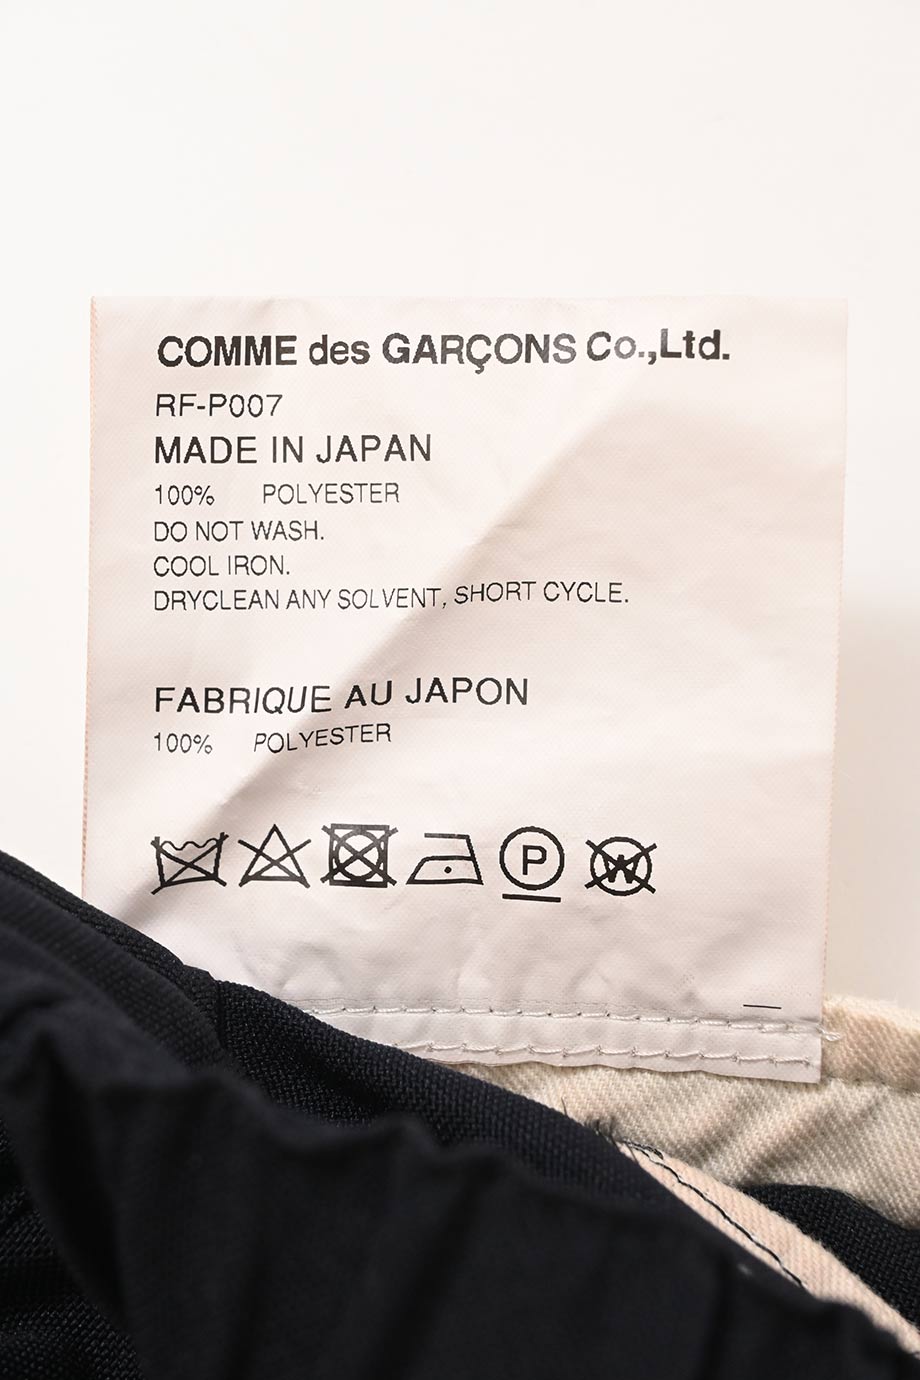 COMME des GARÇONS Co.,Ltd.
RF-P007
MADE IN JAPAN
100% POLYESTER
DO NOT WASH.
COOL IRON.
DRYCLEAN ANY SOLVENT, SHORT CYCLE.
FABRIQUE AU JAPON
100% POLYESTER
P W